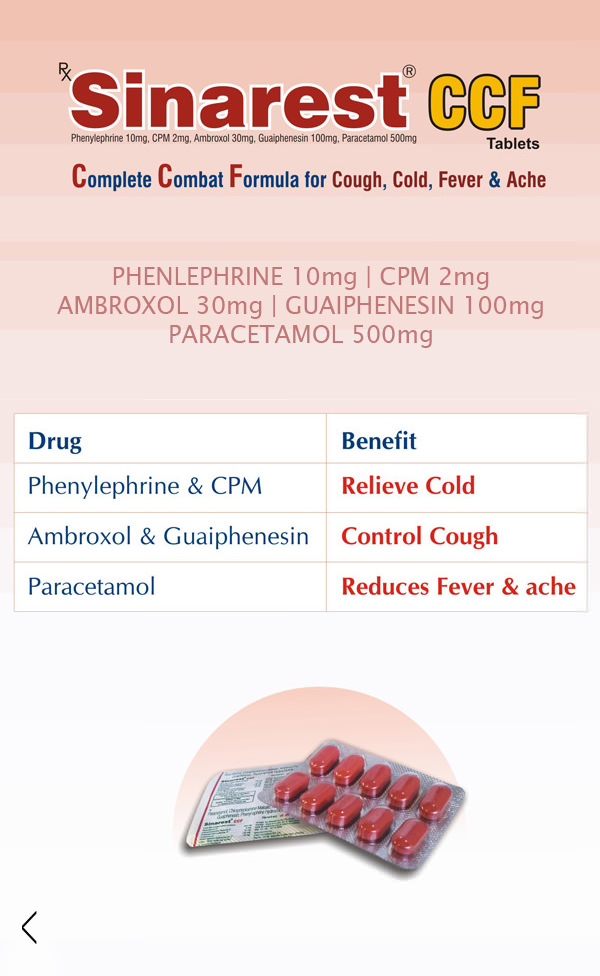 Rx
Sinarest® CCF
Phenylephrine 10mg, CPM 2mg, Ambroxol 30mg, Guaiphenesin 100mg, Paracetamol 500mg
Tablets
Complete Combat Formula for Cough, Cold, Fever & Ache
PHENLEPHRINE 10mg | CPM 2mg
AMBROXOL 30mg | GUAIPHENESIN 100mg
PARACETAMOL 500mg
Drug Benefit
Phenylephrine & CPM Relieve Cold
Ambroxol & Guaiphenesin Control Cough
Paracetamol Reduces Fever & ache
Sinarest CCF